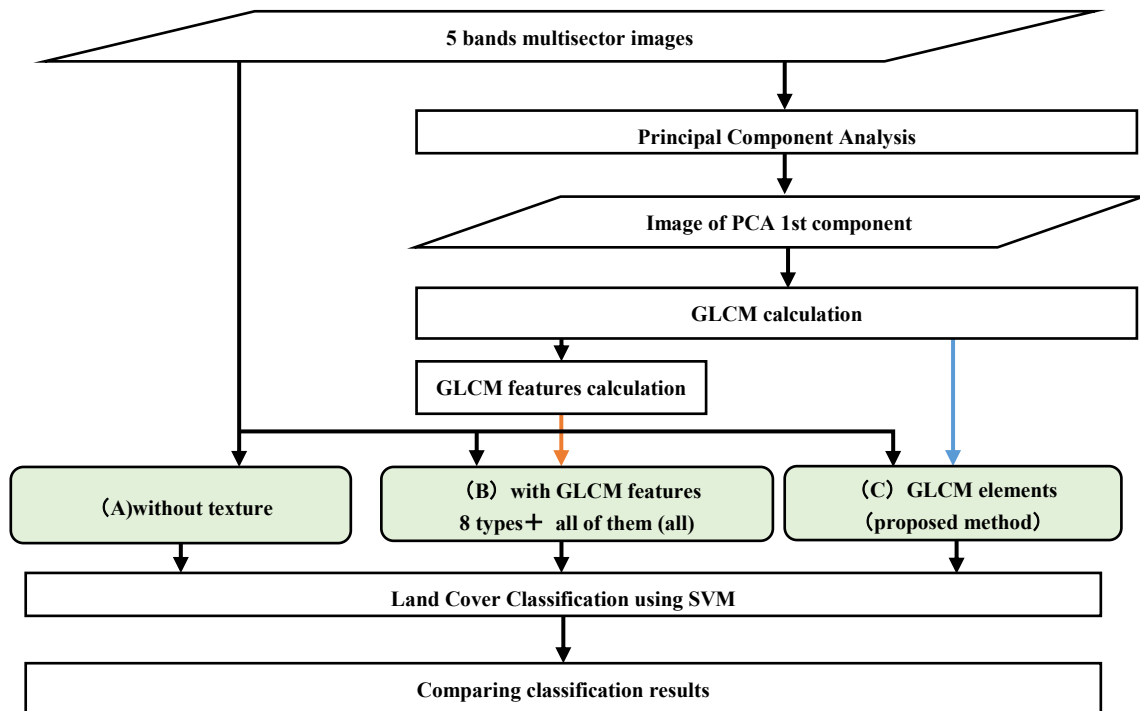 5 bands multisector images
Principal Component Analysis
Image of PCA 1st component
GLCM calculation
GLCM features calculation
（A)without texture
（B）with GLCM features
8 types＋ all of them (all)
（C）GLCM elements
（proposed method）
Land Cover Classification using SVM
Comparing classification results